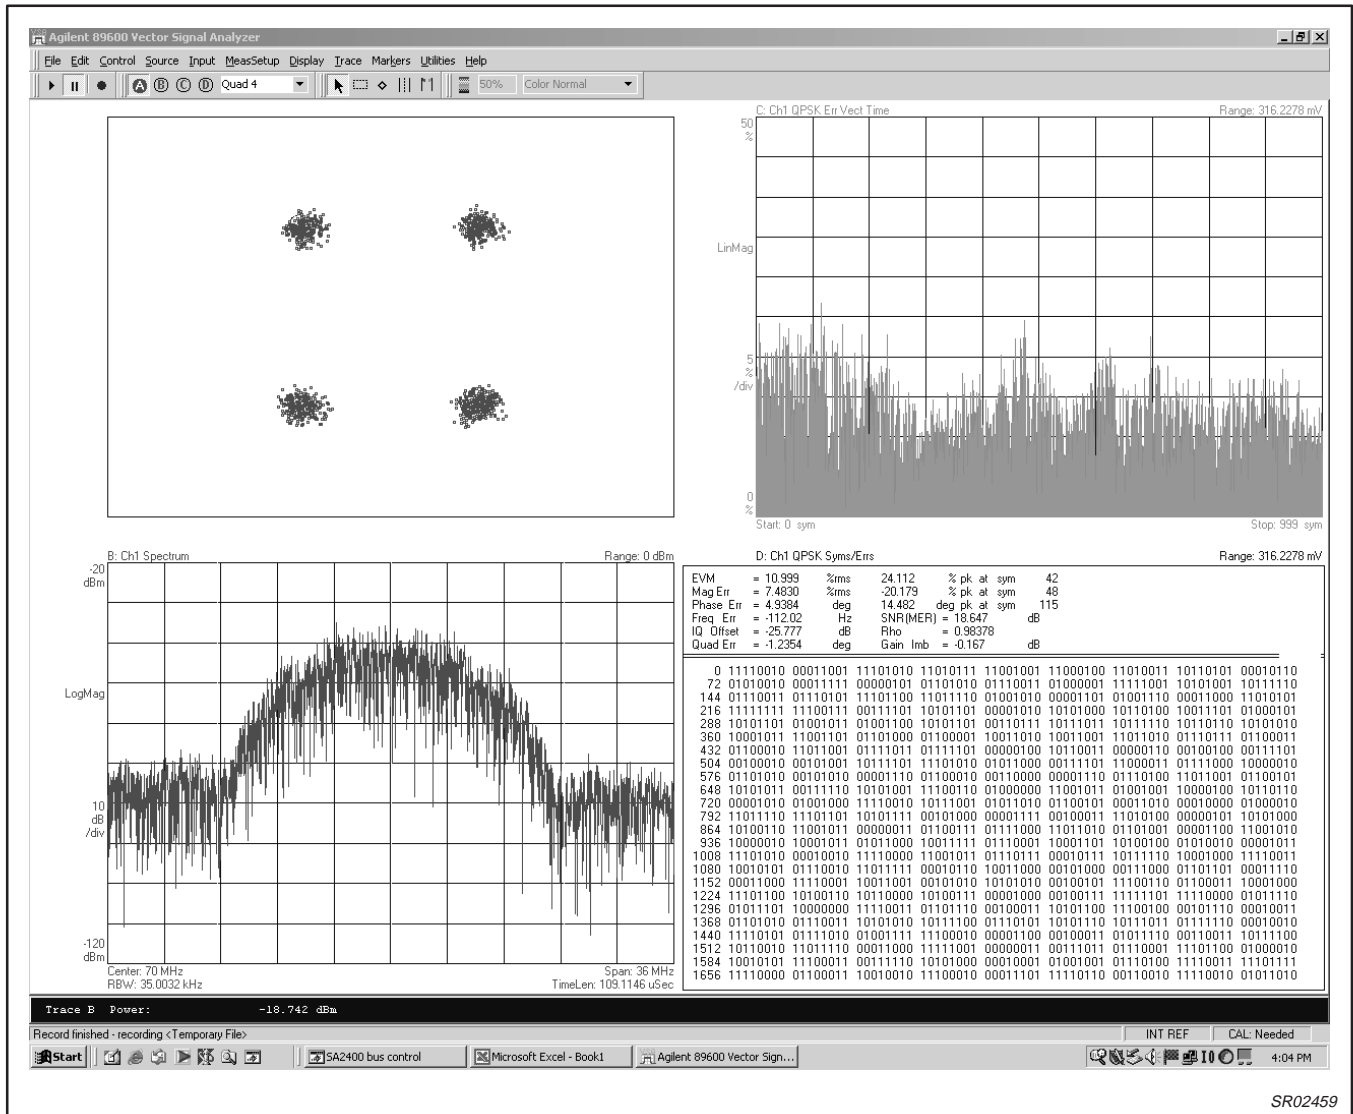 Agilent 89600 Vector Signal Analyzer
File Edit Control Source Input MeasSetup Display Trace Markers Utilities Help
A B C D Quad 4 50% Color Normal
C: Ch1 QPSK Err Vect Time Range: 316.2278 mV
50
%
LinMag
5
%
/div
0
%
Start: 0 sym Stop: 999 sym
B: Ch1 Spectrum Range: 0 dBm
-20
dBm
LogMag
10
dB
/div
-120
dBm
Center: 70 MHz Span: 36 MHz
RBW: 35.0032 kHz TimeLen: 109.1146 uSec
D: Ch1 QPSK Syms/Errs Range: 316.2278 mV
EVM = 10.999 %rms 24.112 % pk at sym 42
Mag Err = 7.4830 %rms -20.179 % pk at sym 48
Phase Err = 4.9384 deg 14.482 deg pk at sym 115
Freq Err = -112.02 Hz SNR(MER) = 18.647 dB
IQ Offset = -25.777 dB Rho = 0.98378
Quad Err = -1.2354 deg Gain Imb = -0.167 dB
0 11110010 00011001 11101010 11010111 11001001 11000100 11010011 10110101 00010110
72 01010010 00011111 00000101 01101010 01110011 01000001 11111001 10101001 10111110
144 01110011 01110101 11101100 11011110 01001010 00001101 01001110 00011000 11010101
216 11111111 11100111 00111101 10101100 00001010 10101000 10110100 10011101 01000101
288 10101101 01001011 01001100 10101101 00110111 10111011 10111110 10110110 10101010
360 10001011 11001101 01101000 01100001 10011010 10011001 11011010 01110111 01100011
432 01100010 11011001 01111011 01111101 00000100 10110011 00000110 00100100 00111101
504 00100010 00101001 10111101 01110101 01011000 00111101 11000011 01111000 10000010
576 01101010 00101010 00001110 01100010 00110000 00001110 01110100 11011001 01100101
648 10101011 00111110 10101001 11100110 01000000 11001011 01001001 10000100 10110110
720 00001010 01001000 11110010 10111001 01011010 01100101 00011010 00010000 01000010
792 11011110 11101101 10101111 00101000 00001111 00100011 11010100 00000101 10101000
864 10100110 11001011 00000011 01100111 01111000 11011010 01101001 00001100 11001010
936 10000010 10001011 01011000 10011111 01110001 10001101 10100100 01010010 00001011
1008 11101010 00010010 11110000 11001011 01110111 00010111 10111110 10001000 11110011
1080 10010101 01110010 11011111 00010110 10011000 01000010 01110110 01101101 00011110
1152 00011000 11110001 10011001 00101010 10101010 00100101 11100110 01100011 10001000
1224 11101100 10100110 10110000 10000100 00001000 00100111 11111101 11110000 01011110
1296 01011101 10000000 11110011 01101110 00100011 10101100 11100100 00101110 00010011
1368 01101010 01110011 10101010 10111100 01110101 10101110 10111011 01111110 00010010
1440 11110101 01111010 01001111 11100010 00001100 00100011 01011110 00110011 10111100
1512 10110010 11011110 00011000 11111001 00000011 00111011 01110001 11101100 01000010
1584 10010101 11100011 00011110 10101000 00010001 01001001 01110011 11100101 11101111
1656 11110000 01100011 10010010 11100010 00011101 11110110 00110010 11110010 01011010
Trace B Power: -18.742 dBm
Record finished - recording <Temporary File> INT REF CAL: Needed
Start SA2400 bus control Microsoft Excel - Book1 Agilent 89600 Vector Sign... 4:04 PM
SR02459